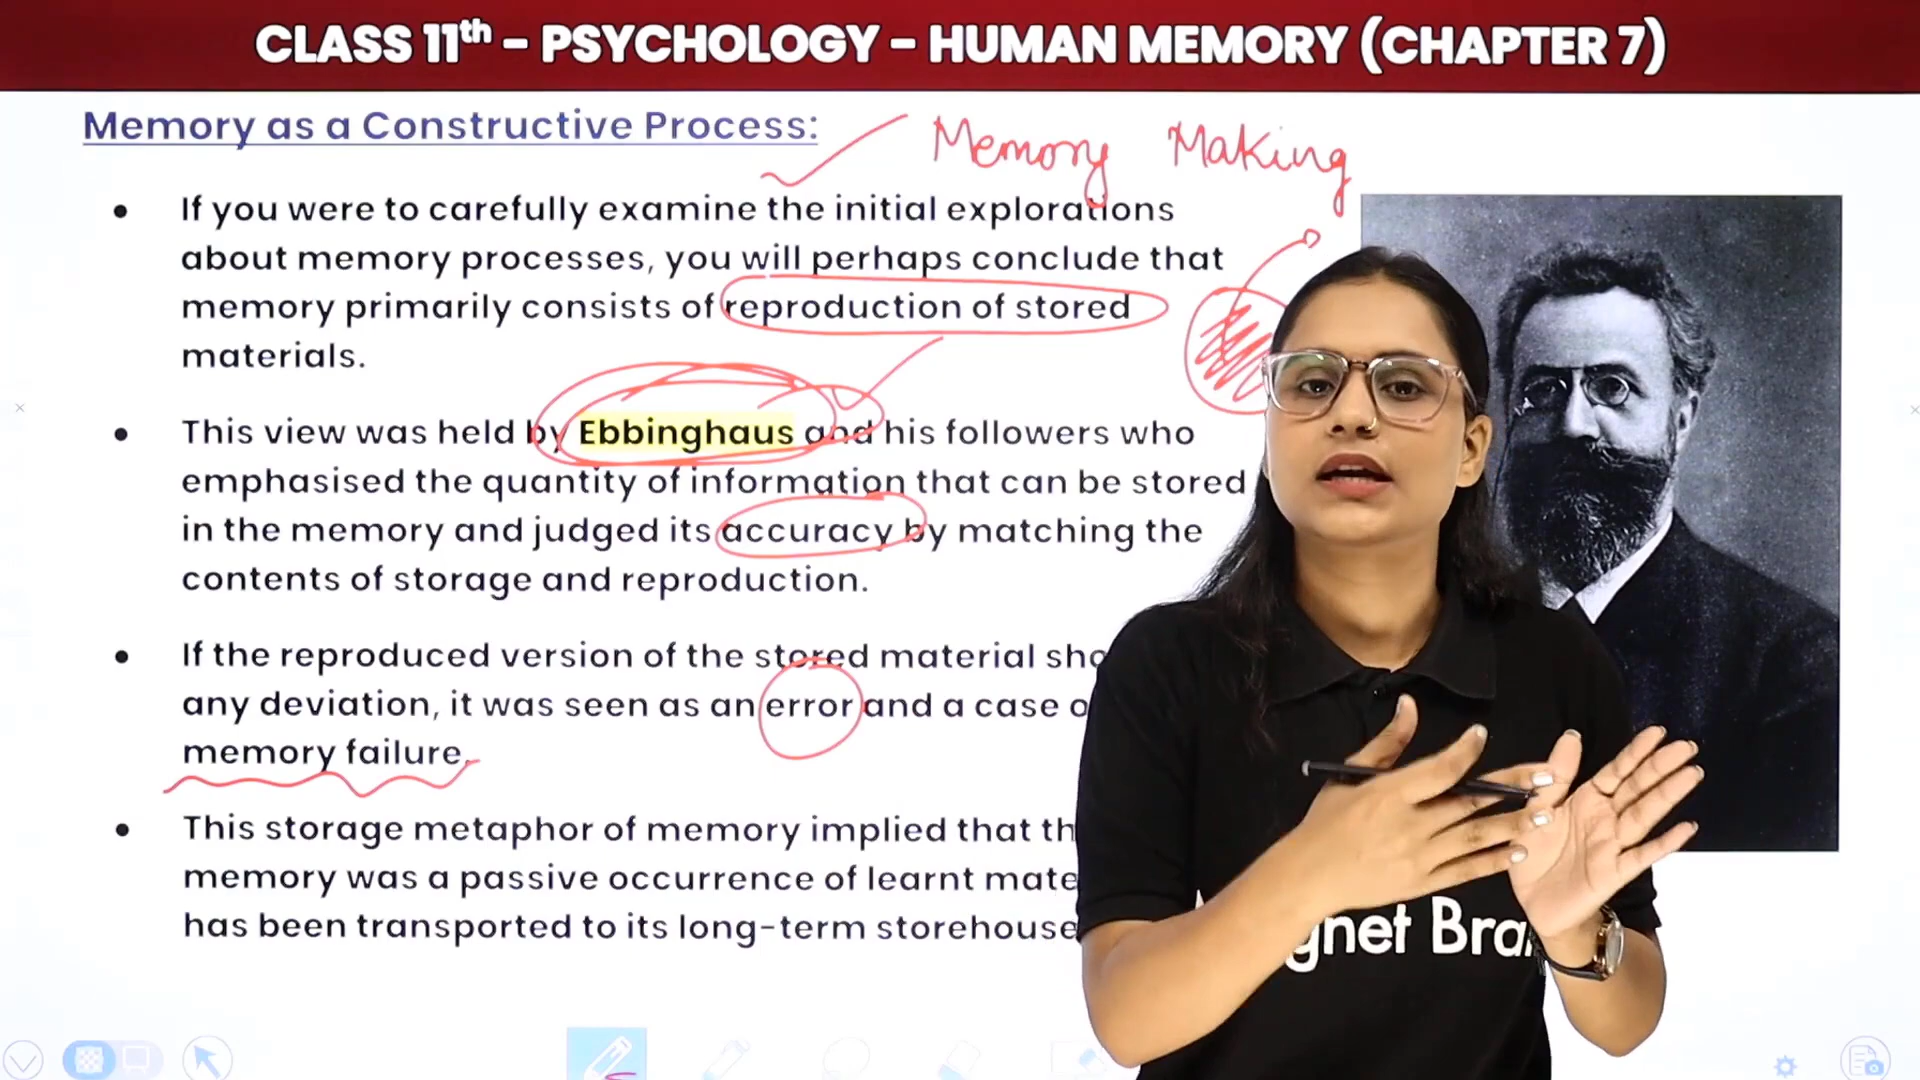 CLASS 11th – PSYCHOLOGY – HUMAN MEMORY (CHAPTER 7)
Memory as a Constructive Process:
Memory Making
• If you were to carefully examine the initial explorations
about memory processes, you will perhaps conclude that
memory primarily consists of reproduction of stored
materials.
• This view was held by Ebbinghaus and his followers who
emphasised the quantity of information that can be stored
in the memory and judged its accuracy by matching the
contents of storage and reproduction.
• If the reproduced version of the stored material sho
any deviation, it was seen as an error and a case o
memory failure.
• This storage metaphor of memory implied that th
memory was a passive occurrence of learnt mate
has been transported to its long-term storehouse
gnet Bra